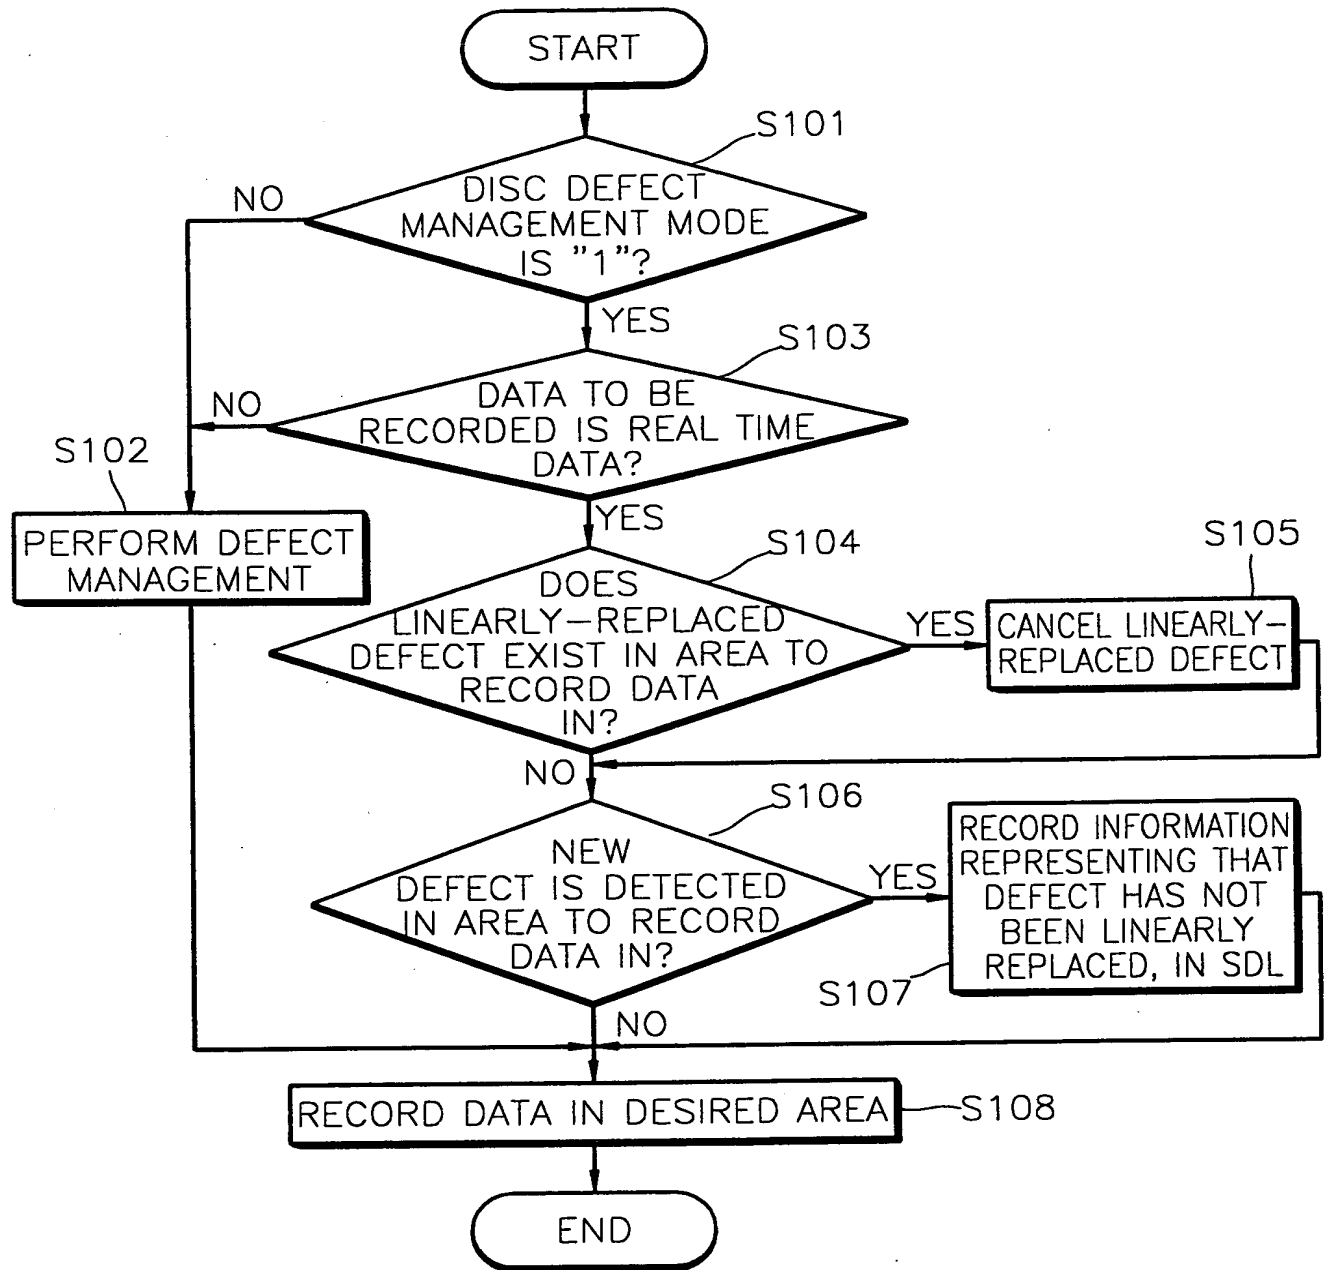 START
S101
DISC DEFECT
MANAGEMENT MODE
IS "1"?
NO
YES
S103
DATA TO BE
RECORDED IS REAL TIME
DATA?
NO
S102
PERFORM DEFECT
MANAGEMENT
YES
S104
DOES
LINEARLY-REPLACED
DEFECT EXIST IN AREA TO
RECORD DATA
IN?
YES
S105
CANCEL LINEARLY-
REPLACED DEFECT
NO
S106
NEW
DEFECT IS DETECTED
IN AREA TO RECORD
DATA IN?
YES
RECORD INFORMATION
REPRESENTING THAT
DEFECT HAS NOT
BEEN LINEARLY
REPLACED, IN SDL
S107
NO
RECORD DATA IN DESIRED AREA
S108
END